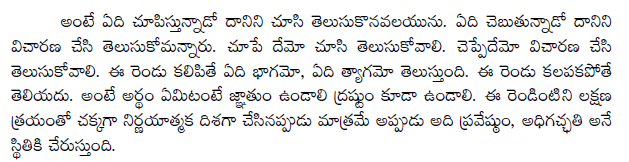 అంటే ఏది చూపిస్తున్నాడో దానిని చూసి తెలుసుకొనవలయును. ఏది చెబుతున్నాడో దానిని
విచారణ చేసి తెలుసుకోమన్నారు. చూపే దేమో చూసి తెలుసుకోవాలి. చెప్పేదేమో విచారణ చేసి
తెలుసుకోవాలి. ఈ రెండు కలిపితే ఏది భాగమో, ఏది త్యాగమో తెలుస్తుంది. ఈ రెండు కలపకపోతే
తెలియదు. అంటే అర్థం ఏమిటంటే జ్ఞాతుం ఉండాలి ద్రష్టుం కూడా ఉండాలి. ఈ రెండింటిని లక్షణ
త్రయంతో చక్కగా నిర్ణయాత్మక దిశగా చేసినప్పుడు మాత్రమే అప్పుడు అది ప్రవేష్టుం, అధిగచ్ఛతి అనే
స్థితికి చేరుస్తుంది.